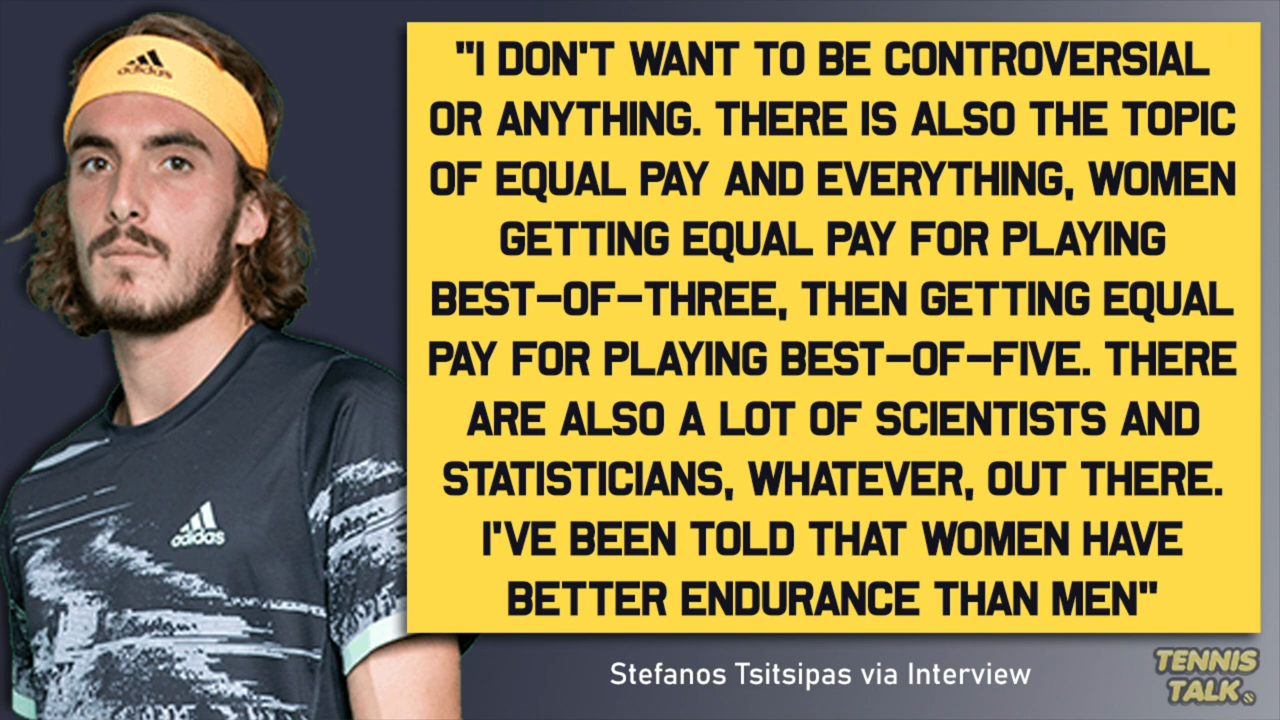 adidas
adidas
"I DON'T WANT TO BE CONTROVERSIAL
OR ANYTHING. THERE IS ALSO THE TOPIC
OF EQUAL PAY AND EVERYTHING, WOMEN
GETTING EQUAL PAY FOR PLAYING
BEST-OF-THREE, THEN GETTING EQUAL
PAY FOR PLAYING BEST-OF-FIVE. THERE
ARE ALSO A LOT OF SCIENTISTS AND
STATISTICIANS, WHATEVER, OUT THERE.
I'VE BEEN TOLD THAT WOMEN HAVE
BETTER ENDURANCE THAN MEN"
Stefanos Tsitsipas via Interview
TENNIS
TALK